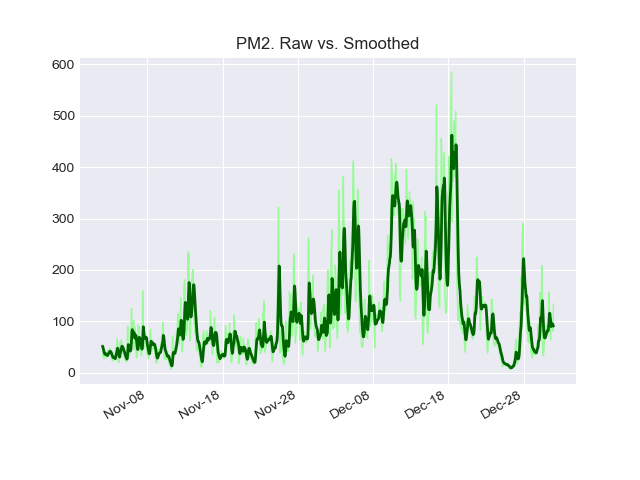 PM2. Raw vs. Smoothed
600
500
400
300
200
100
0
Nov-08
Nov-18
Nov-28
Dec-08
Dec-18
Dec-28